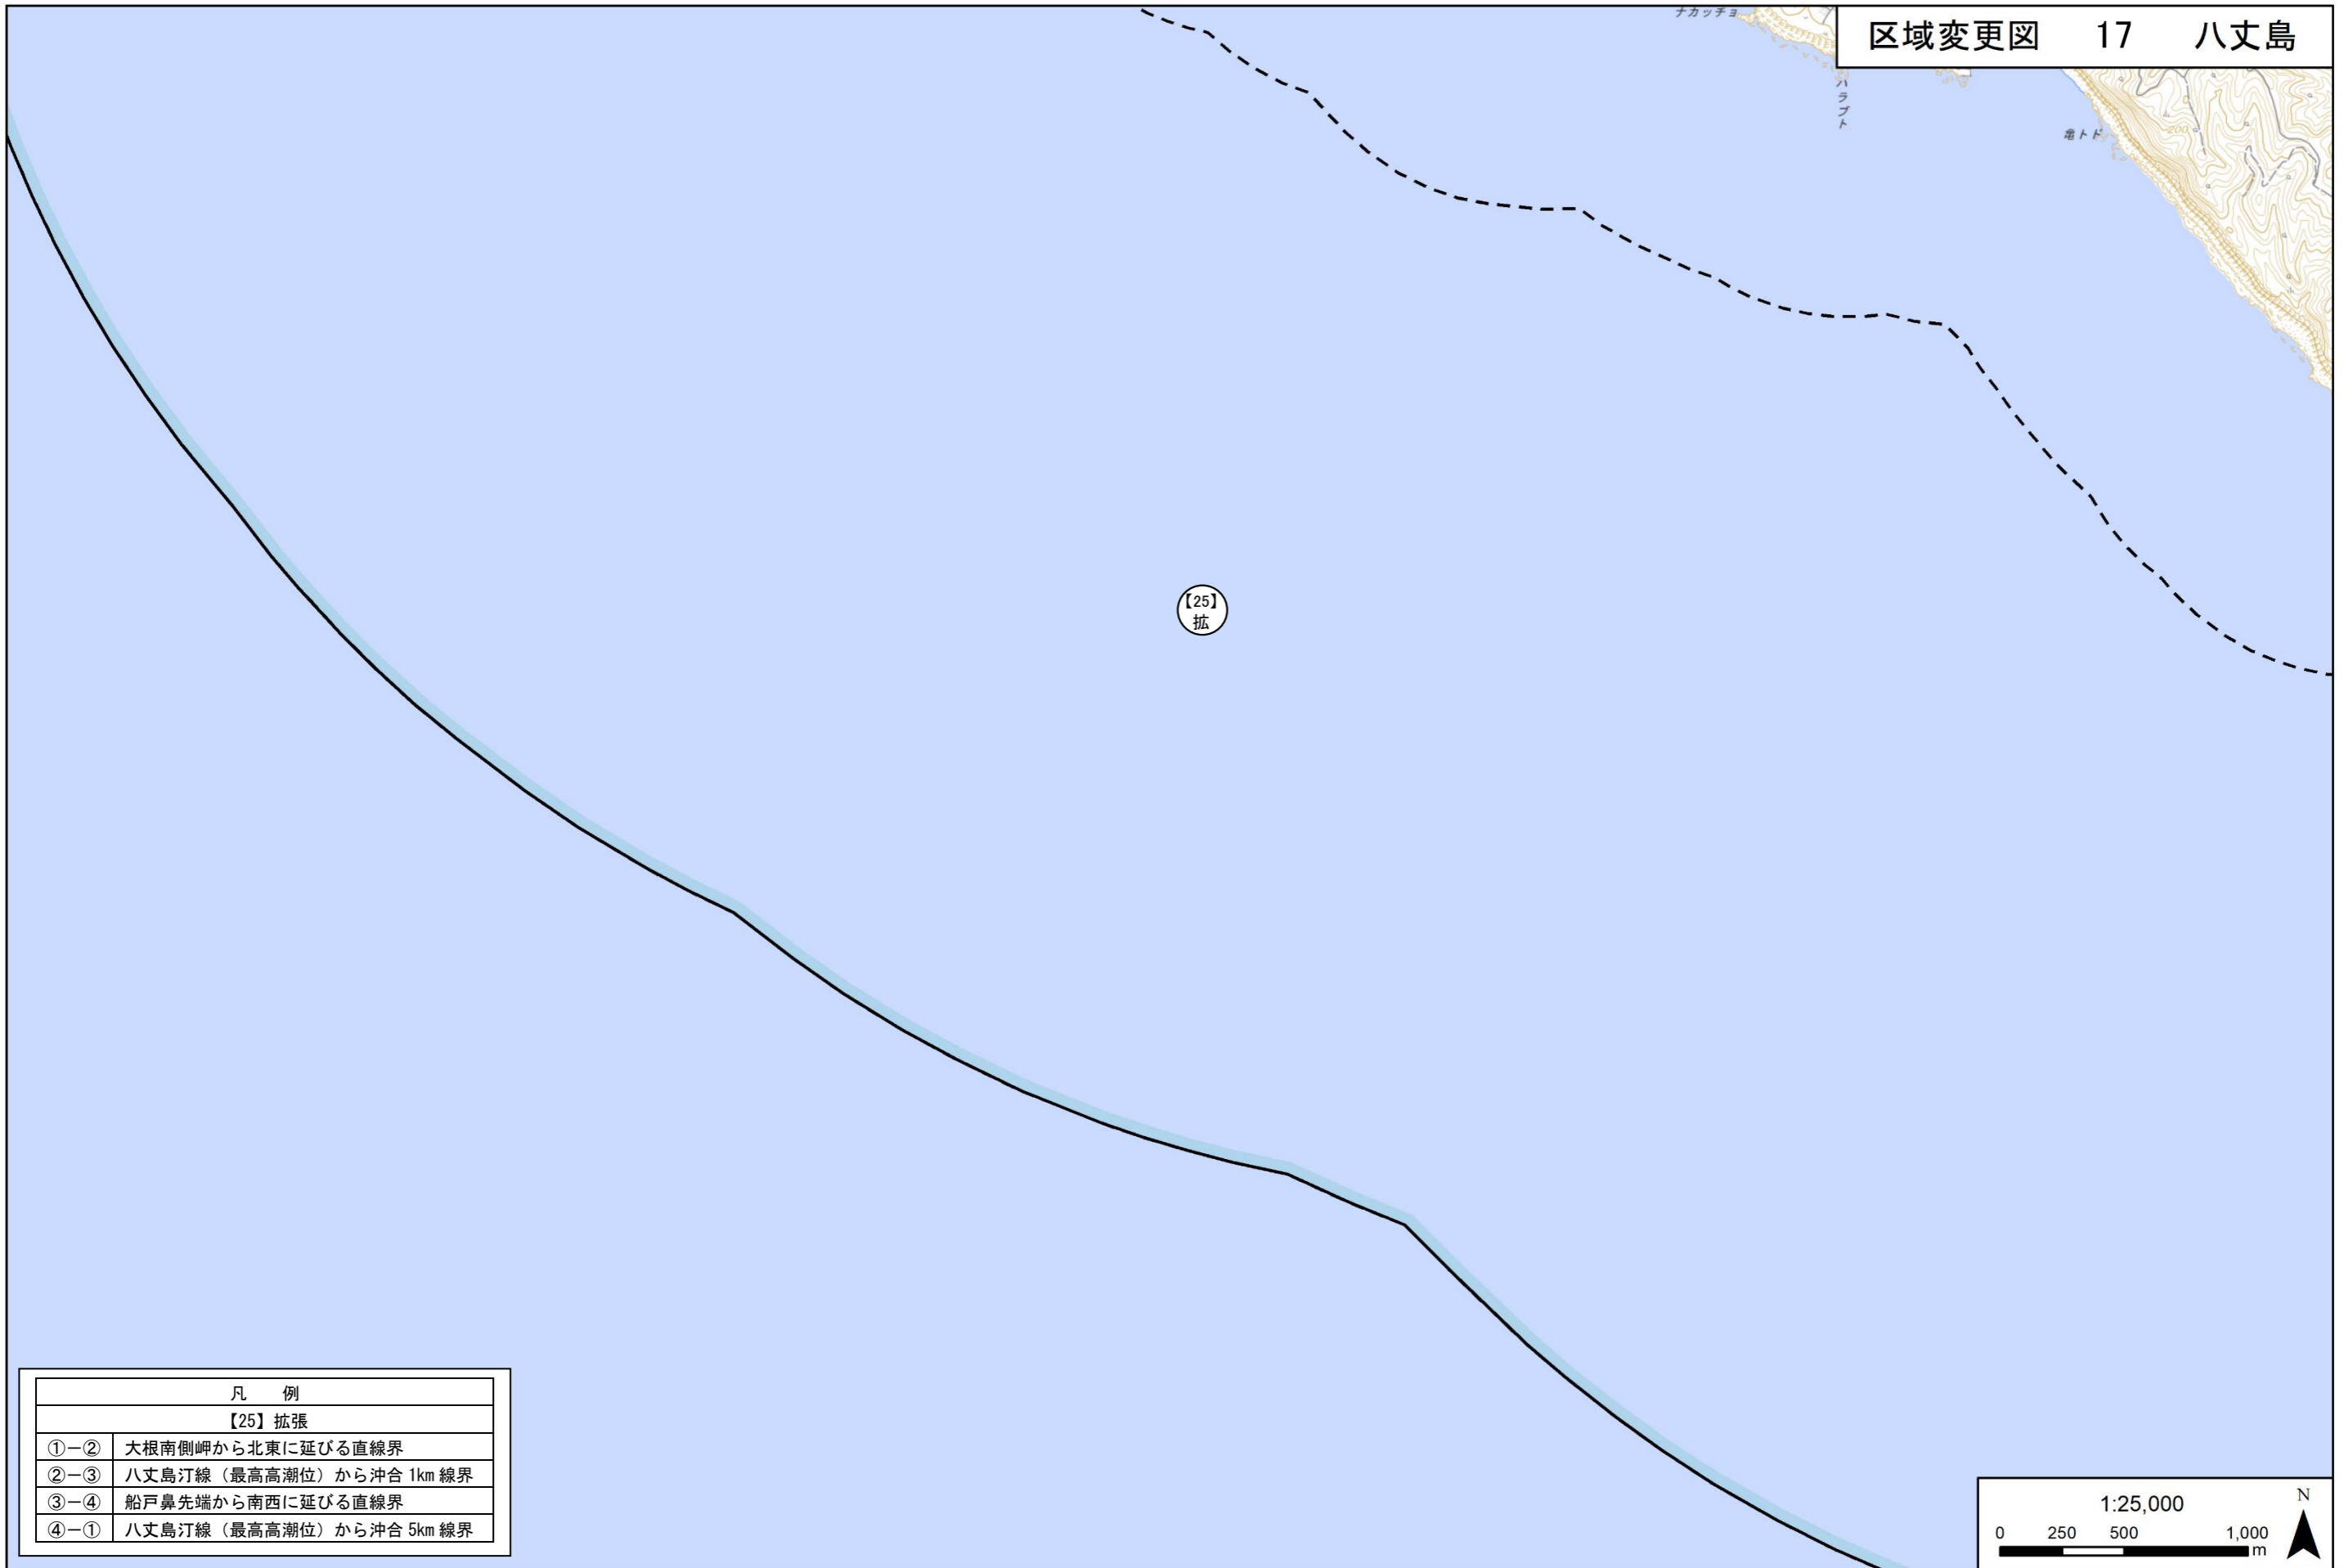 ナカッチョ
区域変更図 17 八丈島
ハラブト
亀トド
200
【25】
拡
凡 例
【25】拡張
①－② 大根南側岬から北東に延びる直線界
②－③ 八丈島汀線（最高高潮位）から沖合 1km 線界
③－④ 船戸鼻先端から南西に延びる直線界
④－① 八丈島汀線（最高高潮位）から沖合 5km 線界
1:25,000
N
0 250 500 1,000
m